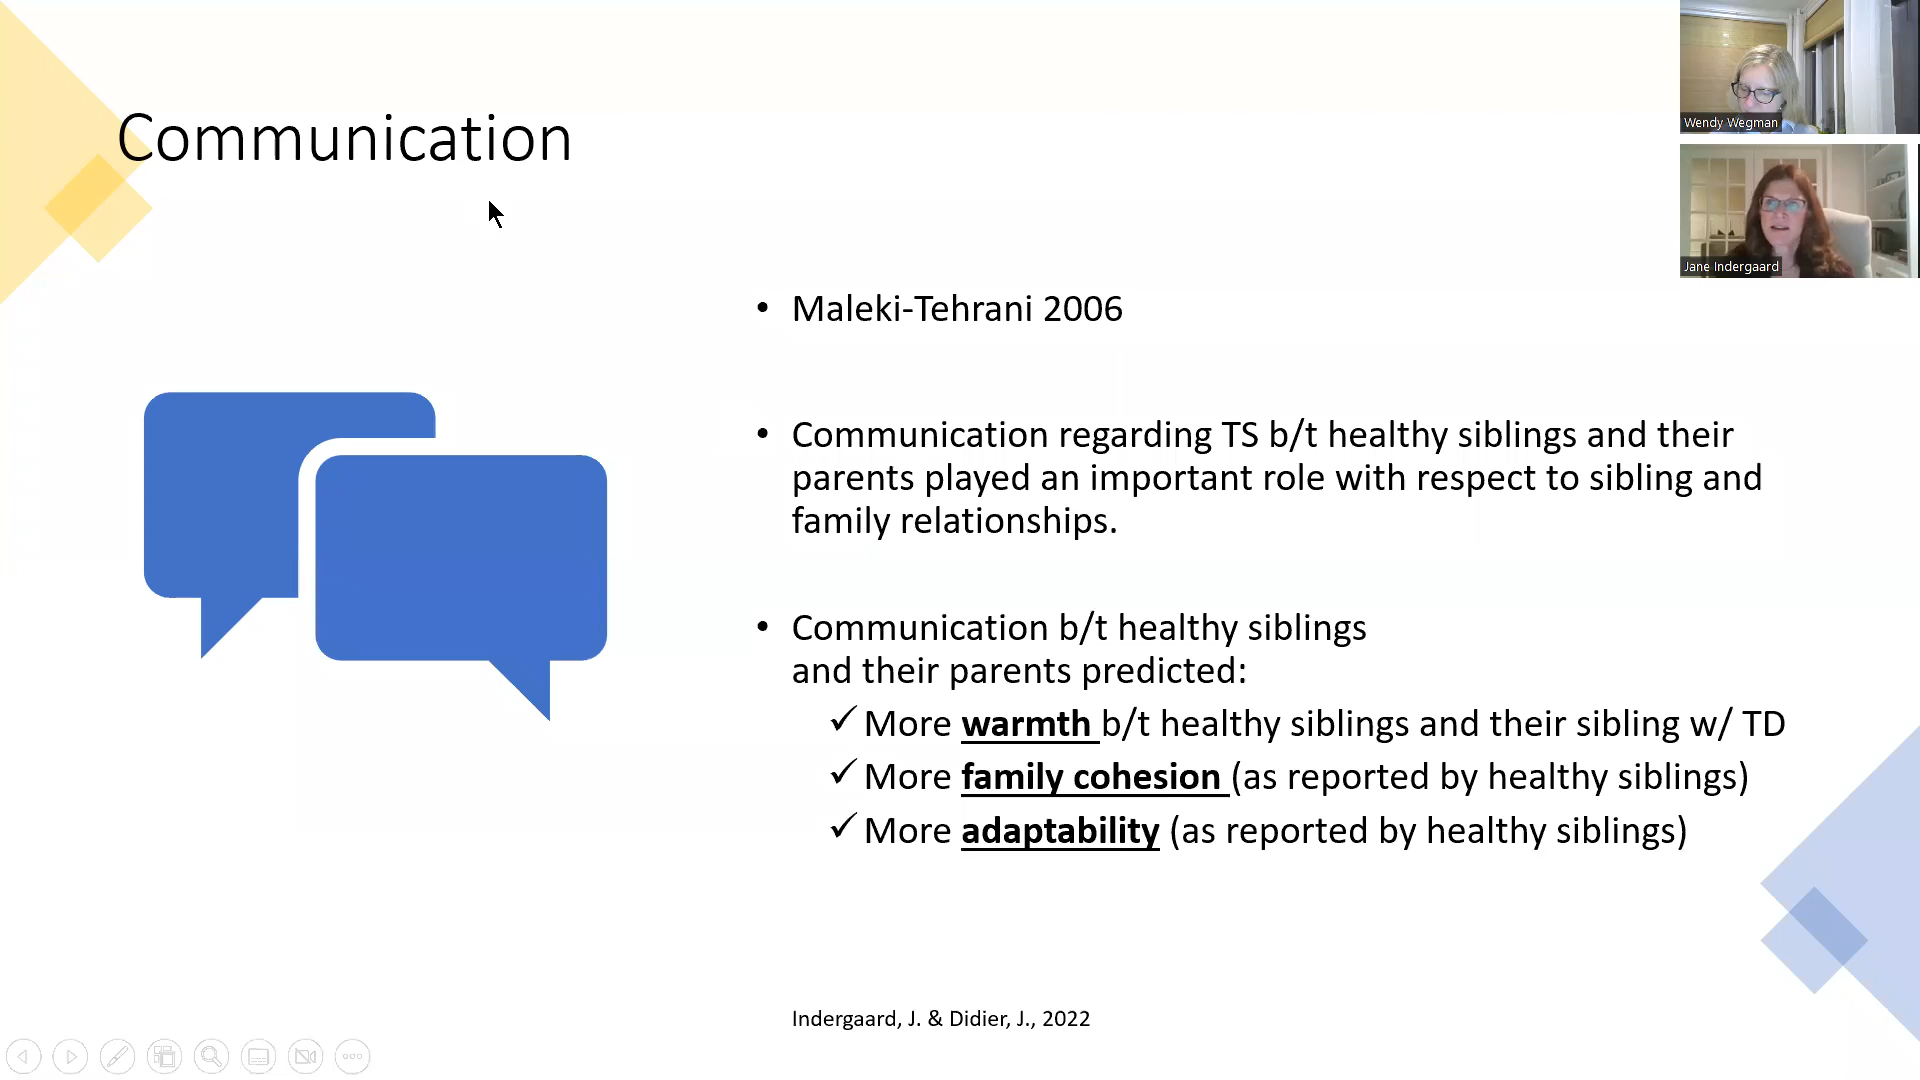 Communication
Wendy Wegman
Jane Indergaard
• Maleki-Tehrani 2006
• Communication regarding TS b/t healthy siblings and their
parents played an important role with respect to sibling and
family relationships.
• Communication b/t healthy siblings
and their parents predicted:
✓ More warmth b/t healthy siblings and their sibling w/ TD
✓ More family cohesion (as reported by healthy siblings)
✓ More adaptability (as reported by healthy siblings)
Indergaard, J. & Didier, J., 2022